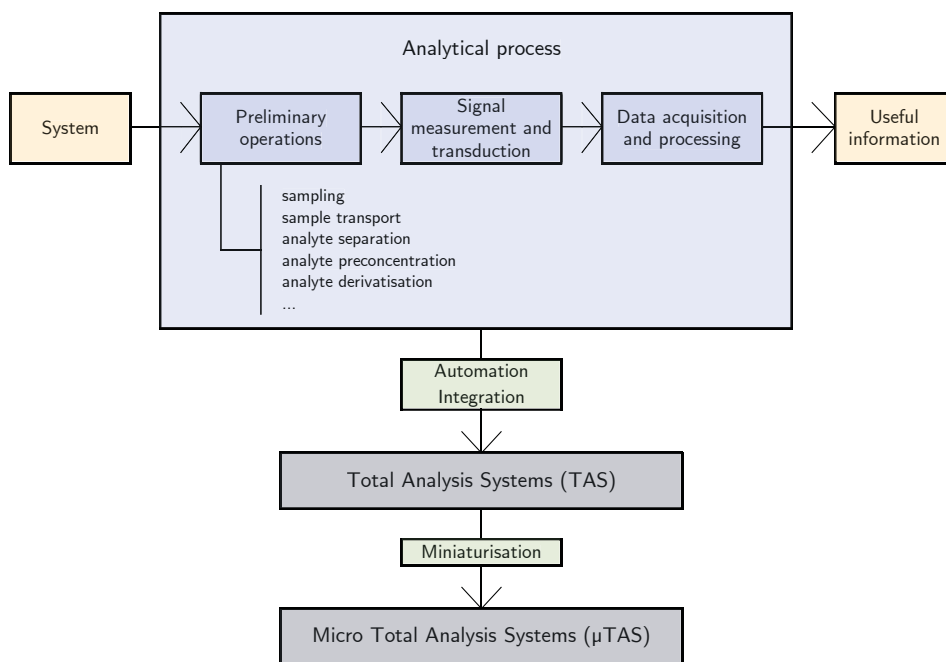 Analytical process
System
Preliminary
operations
Signal
measurement and
transduction
Data acquisition
and processing
Useful
information
sampling
sample transport
analyte separation
analyte preconcentration
analyte derivatisation
...
Automation
Integration
Total Analysis Systems (TAS)
Miniaturisation
Micro Total Analysis Systems (µTAS)